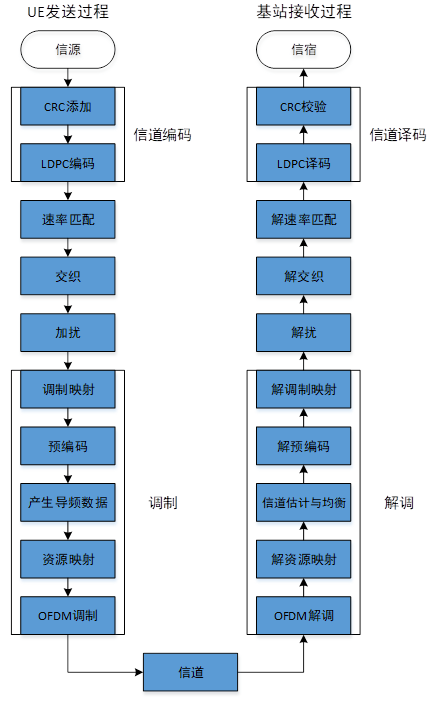 UE发送过程
信源
CRC添加
LDPC编码
信道编码
速率匹配
交织
加扰
调制映射
预编码
产生导频数据
资源映射
OFDM调制
调制
信道
基站接收过程
信宿
CRC校验
LDPC译码
信道译码
解速率匹配
解交织
解扰
解调制映射
解预编码
信道估计与均衡
解资源映射
OFDM解调
解调